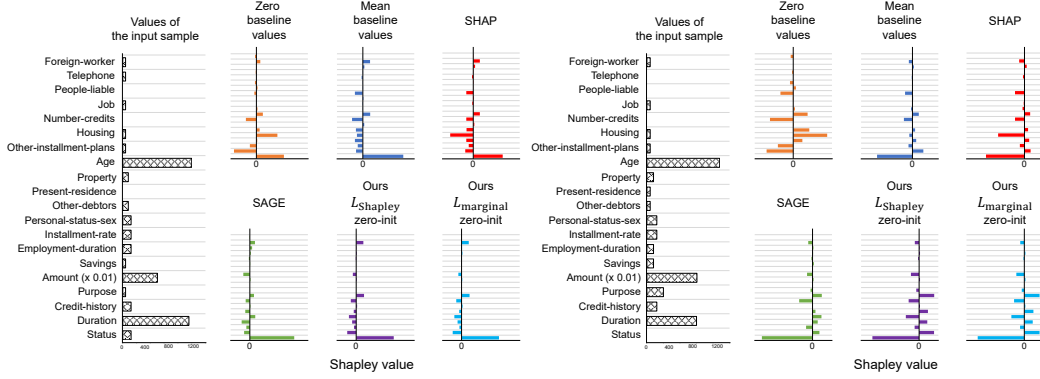 Values of
the input sample
Zero
baseline
values
Mean
baseline
values
SHAP
Foreign-worker
Telephone
People-liable
Job
Number-credits
Housing
Other-installment-plans
Age
Property
Present-residence
Other-debtors
Personal-status-sex
Installment-rate
Employment-duration
Savings
Amount (x 0.01)
Purpose
Credit-history
Duration
Status
0 400 800 1200
0
0
0
SAGE
Ours
L_Shapley
zero-init
Ours
L_marginal
zero-init
0
0
0
Values of
the input sample
Zero
baseline
values
Mean
baseline
values
SHAP
Foreign-worker
Telephone
People-liable
Job
Number-credits
Housing
Other-installment-plans
Age
Property
Present-residence
Other-debtors
Personal-status-sex
Installment-rate
Employment-duration
Savings
Amount (x 0.01)
Purpose
Credit-history
Duration
Status
0 400 800 1200
0
0
0
SAGE
Ours
L_Shapley
zero-init
Ours
L_marginal
zero-init
0
0
0
Shapley value
Shapley value